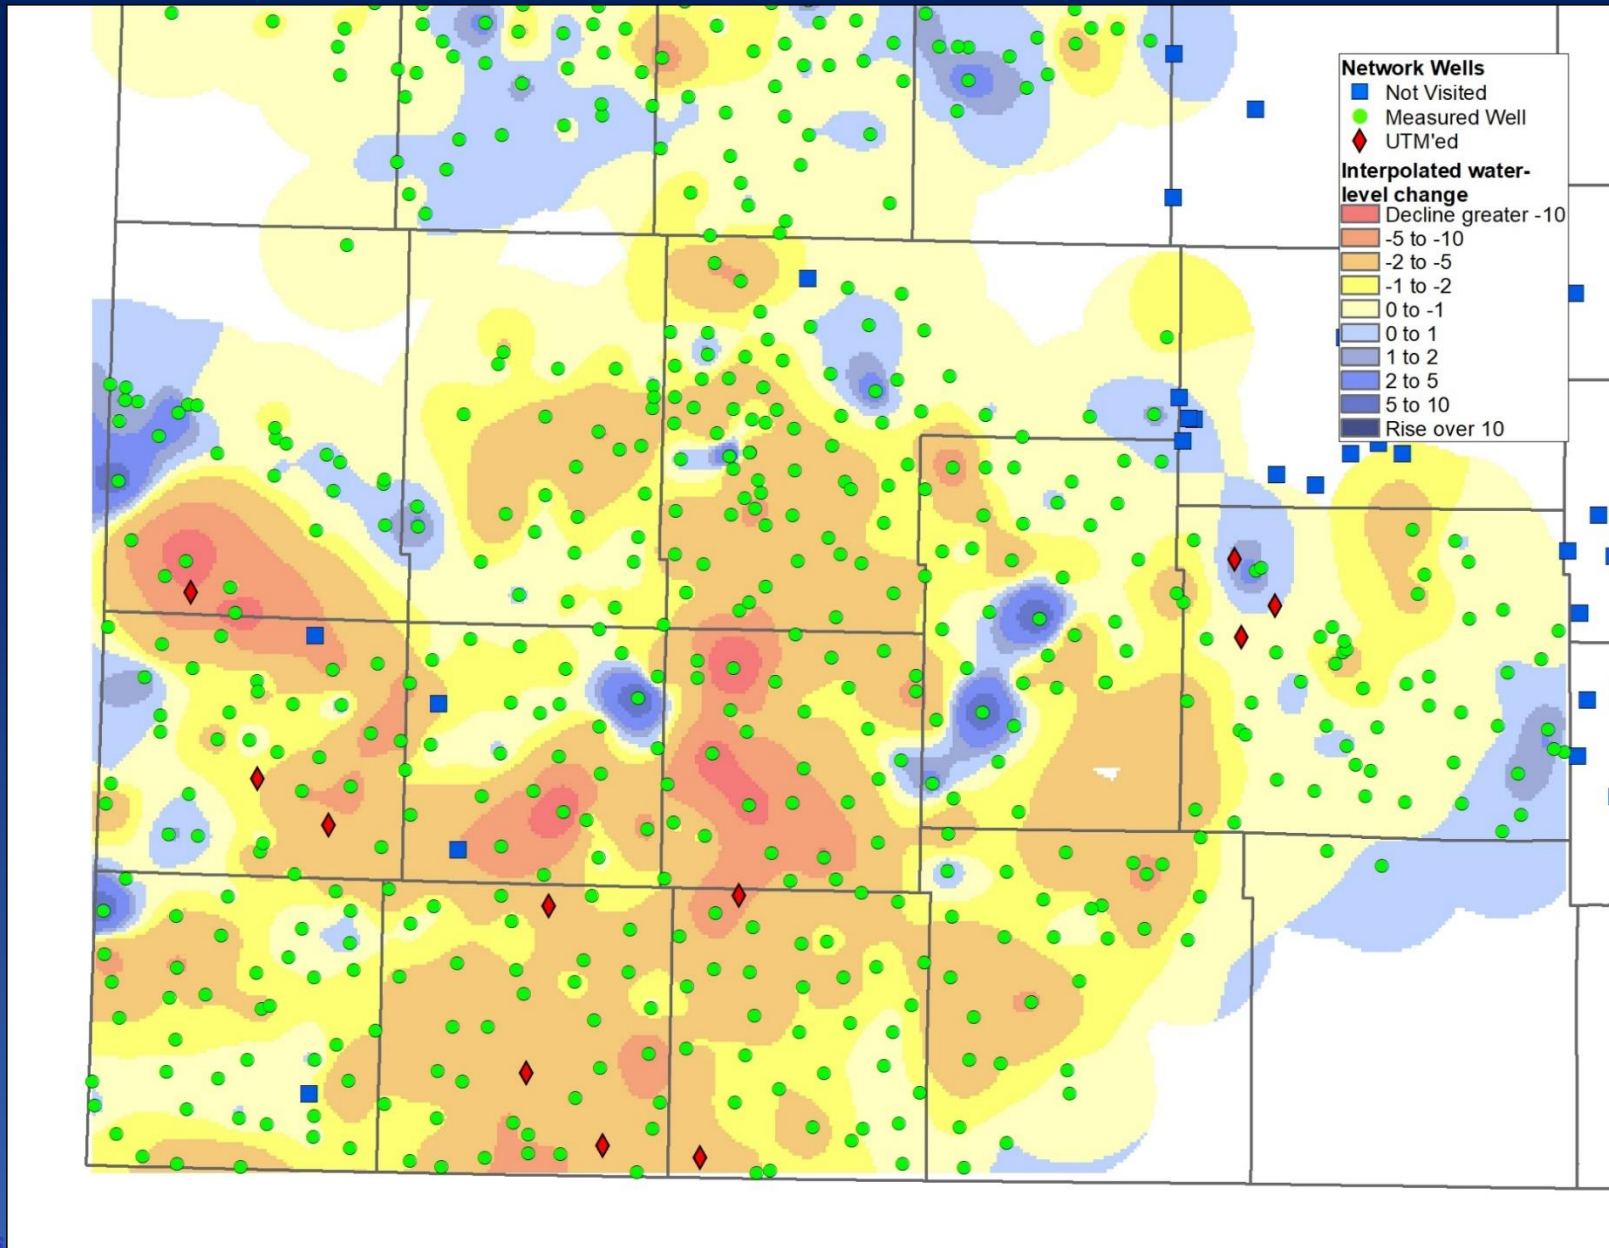 Network Wells
Not Visited
Measured Well
UTM'ed
Interpolated water-
level change
Decline greater -10
-5 to -10
-2 to -5
-1 to -2
0 to -1
0 to 1
1 to 2
2 to 5
5 to 10
Rise over 10